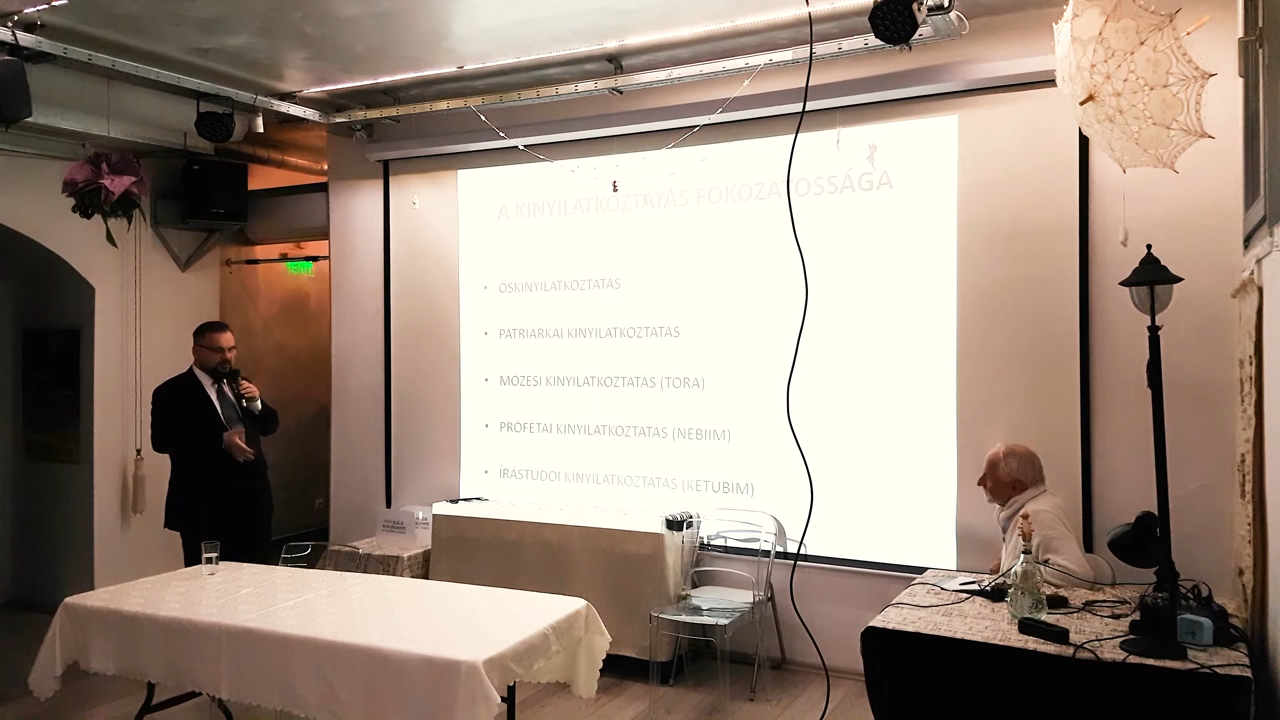 A KINYILATKOZTATÁS FOKOZATOSSÁGA
• ŐSKINYILATKOZTATÁS
• PATRIARKAI KINYILATKOZTATÁS
• MÓZESI KINYILATKOZTATÁS (TÓRA)
• PRÓFÉTAI KINYILATKOZTATÁS (NEBIIM)
• ÍRÁSTUDÓI KINYILATKOZTATÁS (KETUBIM)
EXIT